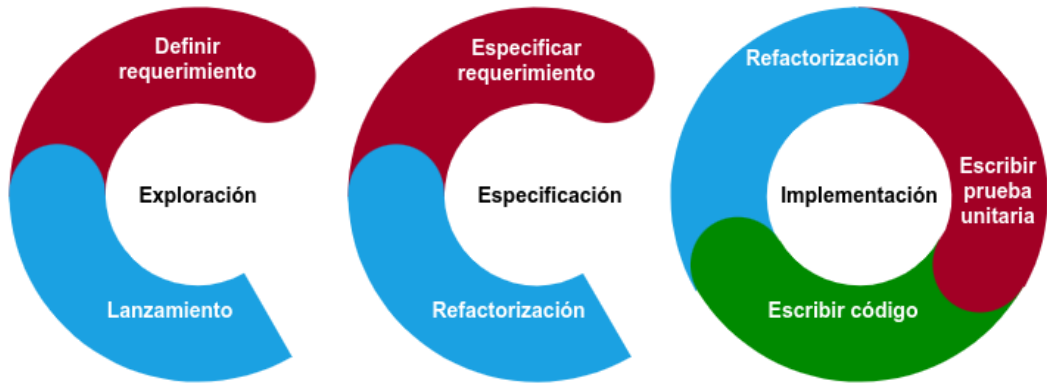 Definir
requerimiento
Exploración
Lanzamiento
Especificar
requerimiento
Especificación
Refactorización
Refactorización
Escribir
prueba
unitaria
Implementación
Escribir código